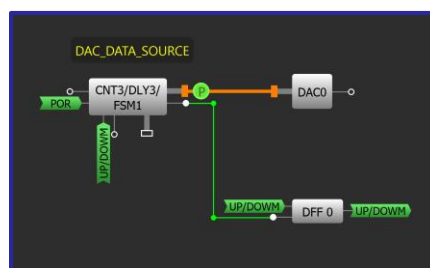 DAC_DATA_SOURCE
CNT3/DLY3/
FSM1
P
DAC0
POR
UP/DOWM
UP/DOWM
DFF 0
UP/DOWM